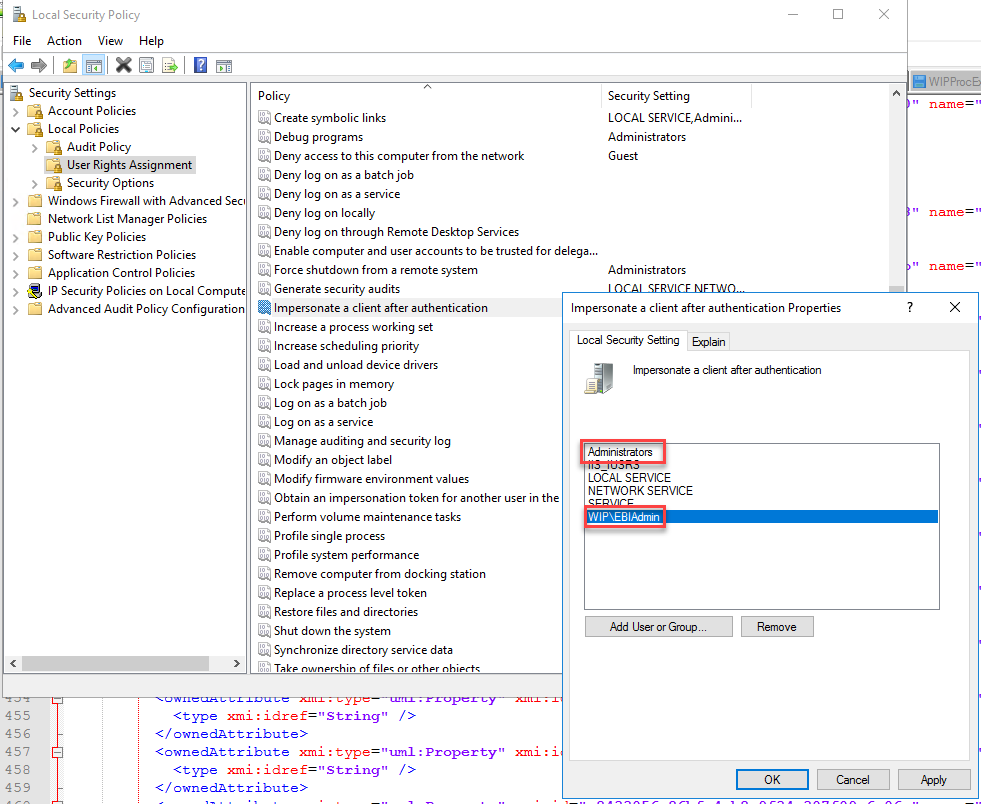 Local Security Policy
File Action View Help
Security Settings
Account Policies
Local Policies
Audit Policy
User Rights Assignment
Security Options
Windows Firewall with Advanced Secu
Network List Manager Policies
Public Key Policies
Software Restriction Policies
Application Control Policies
IP Security Policies on Local Compute
Advanced Audit Policy Configuration
Policy Security Setting
Create symbolic links LOCAL SERVICE,Admini...
Debug programs Administrators
Deny access to this computer from the network Guest
Deny log on as a batch job
Deny log on as a service
Deny log on locally
Deny log on through Remote Desktop Services
Enable computer and user accounts to be trusted for delega...
Force shutdown from a remote system Administrators
Generate security audits LOCAL SERVICE,NETWO...
Impersonate a client after authentication
Increase a process working set
Increase scheduling priority
Load and unload device drivers
Lock pages in memory
Log on as a batch job
Log on as a service
Manage auditing and security log
Modify an object label
Modify firmware environment values
Obtain an impersonation token for another user in the
Perform volume maintenance tasks
Profile single process
Profile system performance
Remove computer from docking station
Replace a process level token
Restore files and directories
Shut down the system
Synchronize directory service data
Take ownership of files or other objects
Impersonate a client after authentication Properties ?
Local Security Setting Explain
Impersonate a client after authentication
Administrators
IIS_IUSRS
LOCAL SERVICE
NETWORK SERVICE
SERVICE
WIP\EBIAdmin
Add User or Group... Remove
OK Cancel Apply
WIPProcEx
" name="
" name="
" name="
454 <ownedAttribute xmi:type="uml:Property" xmi:id
455 <type xmi:idref="String" />
456 </ownedAttribute>
457 <ownedAttribute xmi:type="uml:Property" xmi:id
458 <type xmi:idref="String" />
459 </ownedAttribute>
460